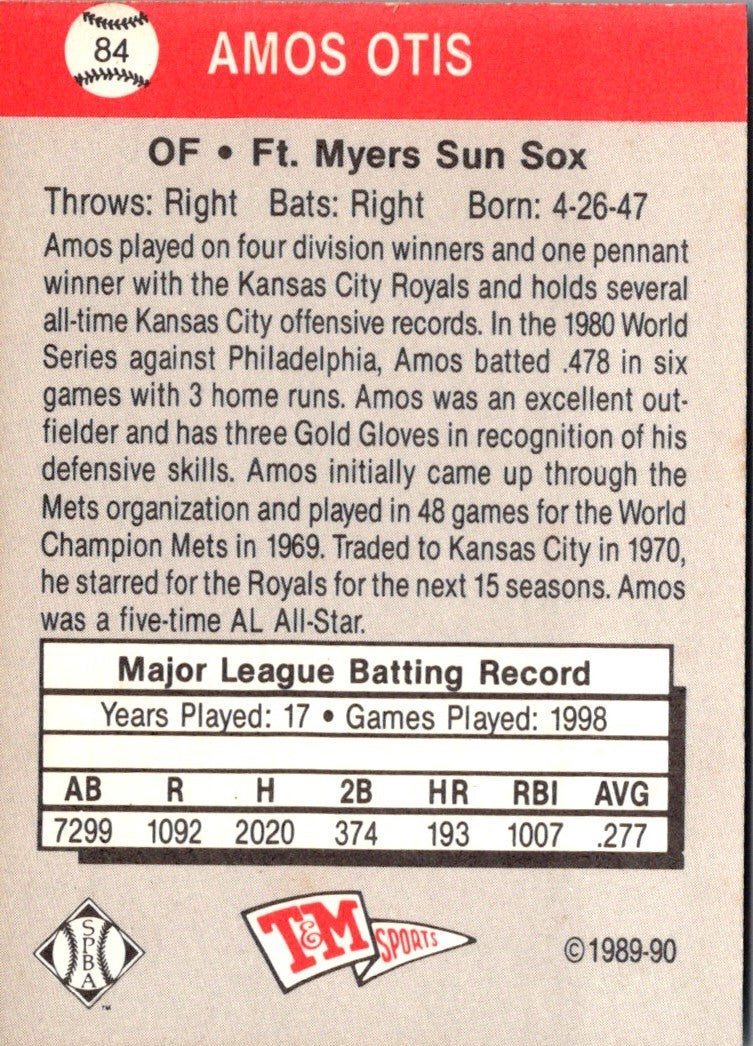 84 AMOS OTIS
OF • Ft. Myers Sun Sox
Throws: Right Bats: Right Born: 4-26-47
Amos played on four division winners and one pennant
winner with the Kansas City Royals and holds several
all-time Kansas City offensive records. In the 1980 World
Series against Philadelphia, Amos batted .478 in six
games with 3 home runs. Amos was an excellent out-
fielder and has three Gold Gloves in recognition of his
defensive skills. Amos initially came up through the
Mets organization and played in 48 games for the World
Champion Mets in 1969. Traded to Kansas City in 1970,
he starred for the Royals for the next 15 seasons. Amos
was a five-time AL All-Star.
Major League Batting Record
Years Played: 17 • Games Played: 1998
AB R H 2B HR RBI AVG
7299 1092 2020 374 193 1007 .277
SPBA ™
T&M SPORTS
©1989-90